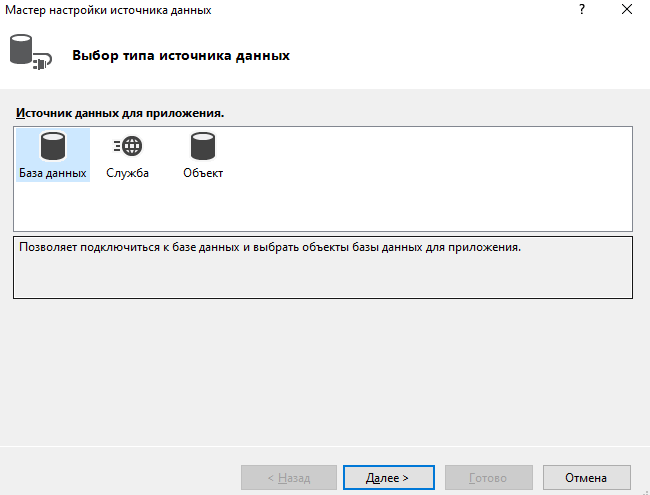 Мастер настройки источника данных
?
Выбор типа источника данных
Источник данных для приложения.
База данных
Служба
Объект
Позволяет подключиться к базе данных и выбрать объекты базы данных для приложения.
< Назад
Далее >
Готово
Отмена